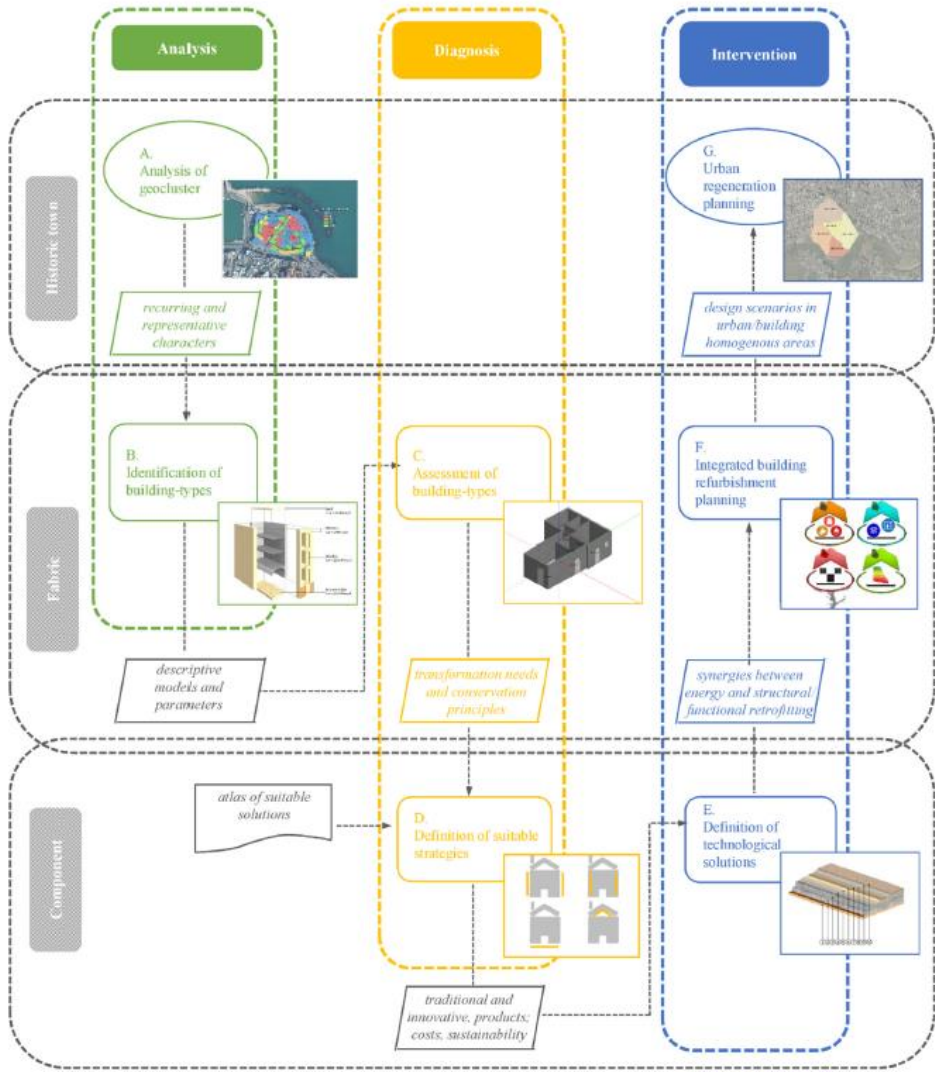 Analysis
Diagnosis
Intervention
Historic town
A.
Analysis of
geocluster
G.
Urban
regeneration
planning
recurring and
representative
characters
design scenarios in
urban/building
homogenous areas
Fabric
B.
Identification of
building-types
C.
Assessment of
building-types
F.
Integrated building
refurbishment
planning
descriptive
models and
parameters
transformation needs
and conservation
principles
synergies between
energy and structural/
functional retrofitting
Component
atlas of suitable
solutions
D.
Definition of suitable
strategies
E.
Definition of
technological
solutions
traditional and
innovative, products;
costs, sustainability